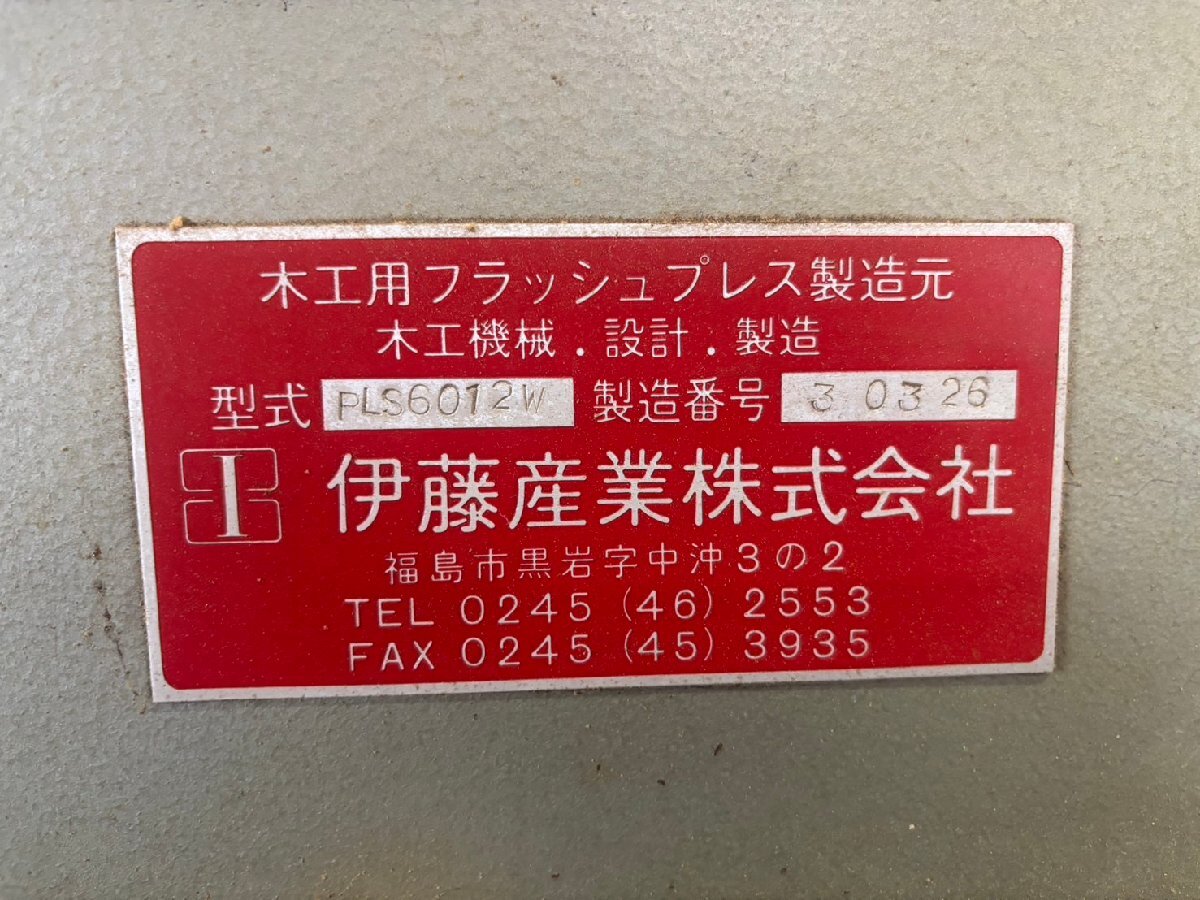 木工用フラッシュプレス製造元
木工機械.設計.製造
型式 PLS6012W 製造番号 3 0326
I 伊藤産業株式会社
福島市黒岩字中沖3の2
TEL 0245 (46) 2553
FAX 0245 (45) 3935